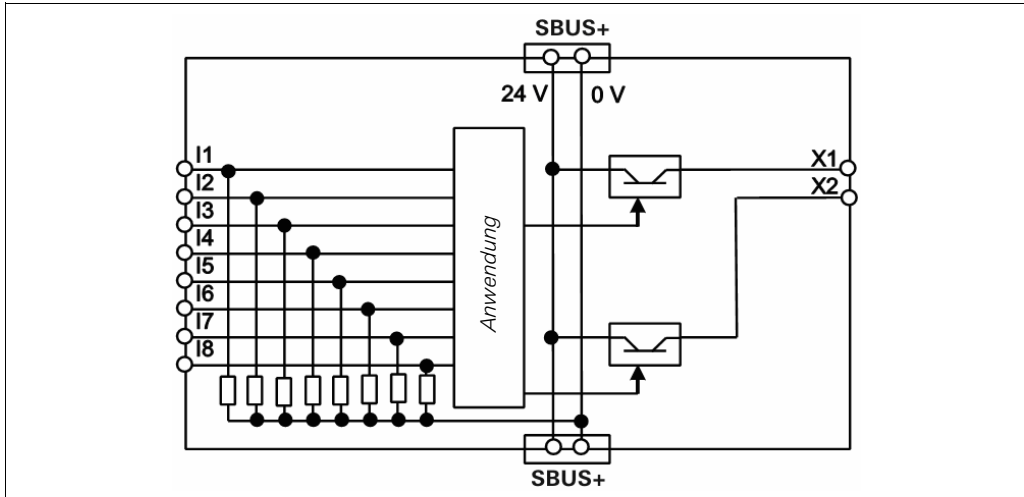 SBUS+
24 V
0 V
I1
I2
I3
I4
I5
I6
I7
I8
Anwendung
X1
X2
SBUS+